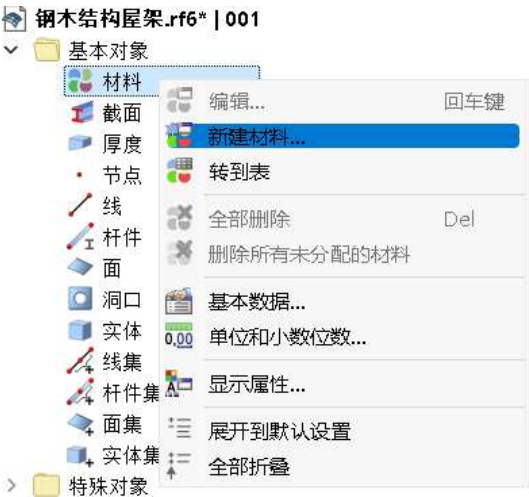 钢木结构屋架.rf6* | 001
基本对象
材料
截面
厚度
节点
线
杆件
面
洞口
实体
线集
杆件集
面集
实体集
特殊对象
编辑... 回车键
新建材料...
转到表
全部删除 Del
删除所有未分配的材料
基本数据...
0,00 单位和小数位数...
显示属性...
展开到默认设置
全部折叠